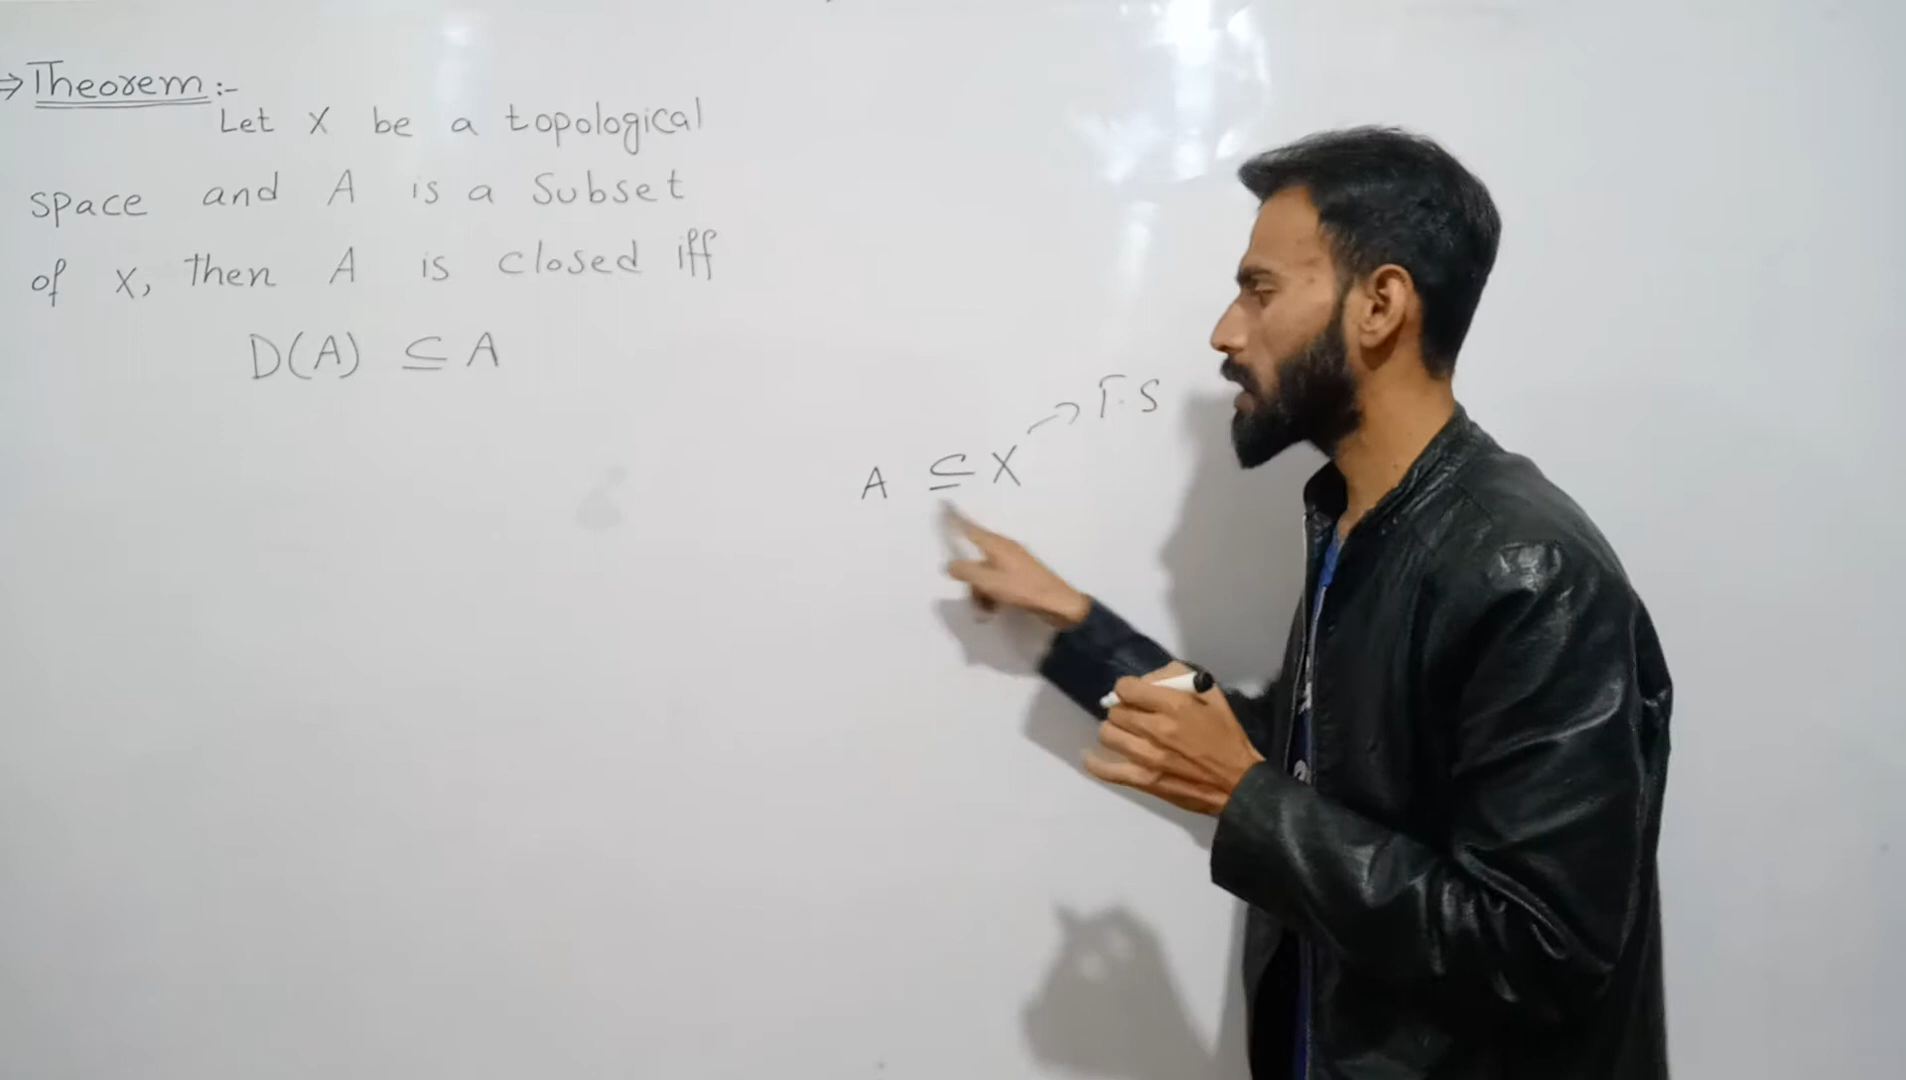 ⇒ Theorem :-
Let X be a topological
space and A is a Subset
of X, then A is closed iff
D(A) ⊆ A
T.S
A ⊆ X